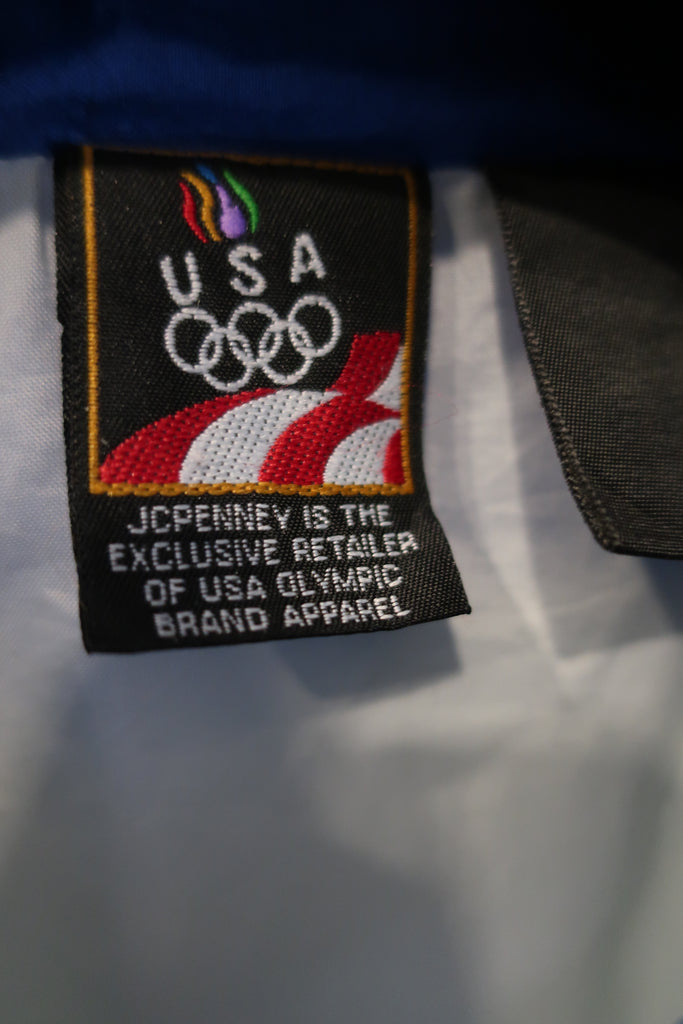 USA
JCPENNEY IS THE
EXCLUSIVE RETAILER
OF USA OLYMPIC
BRAND APPAREL